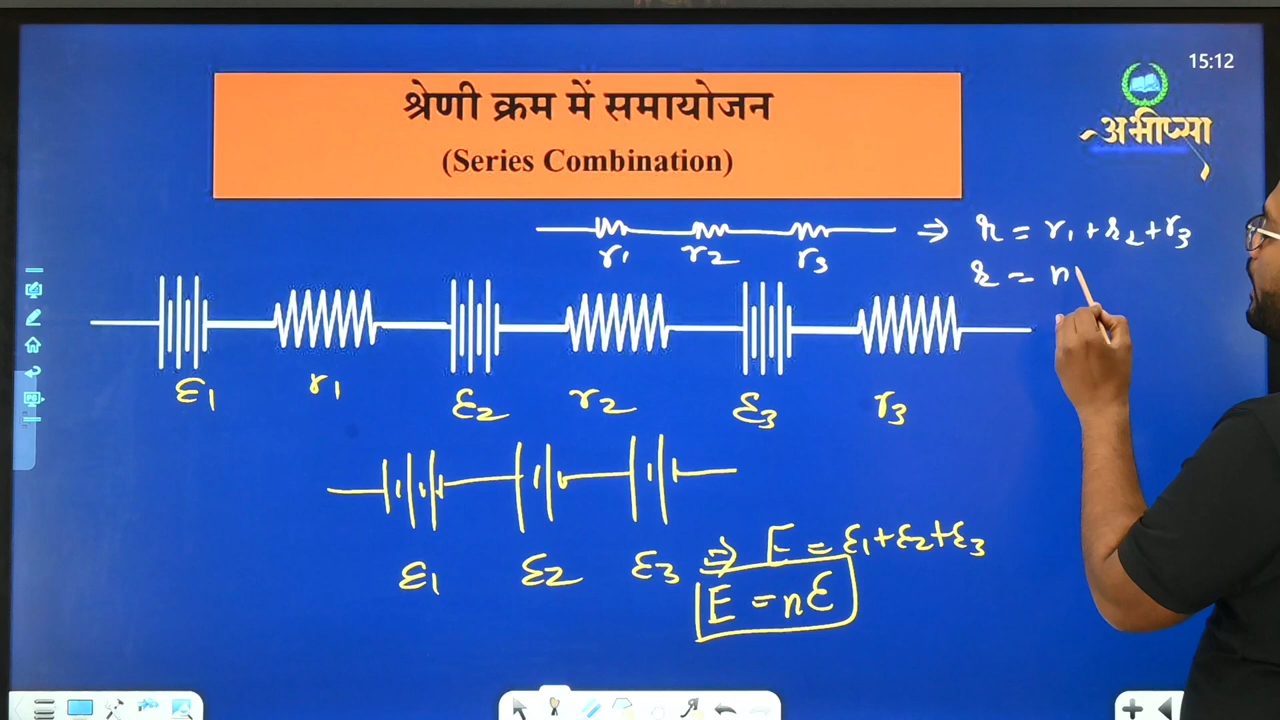 15:12
श्रेणी क्रम में समायोजन
(Series Combination)
अभीप्सा
r1 r2 r3 ⇒ r = r1 + r2 + r3
r = n
ε1 r1 ε2 r2 ε3 r3
ε1 ε2 ε3 ⇒ E = ε1+ε2+ε3
E = nε